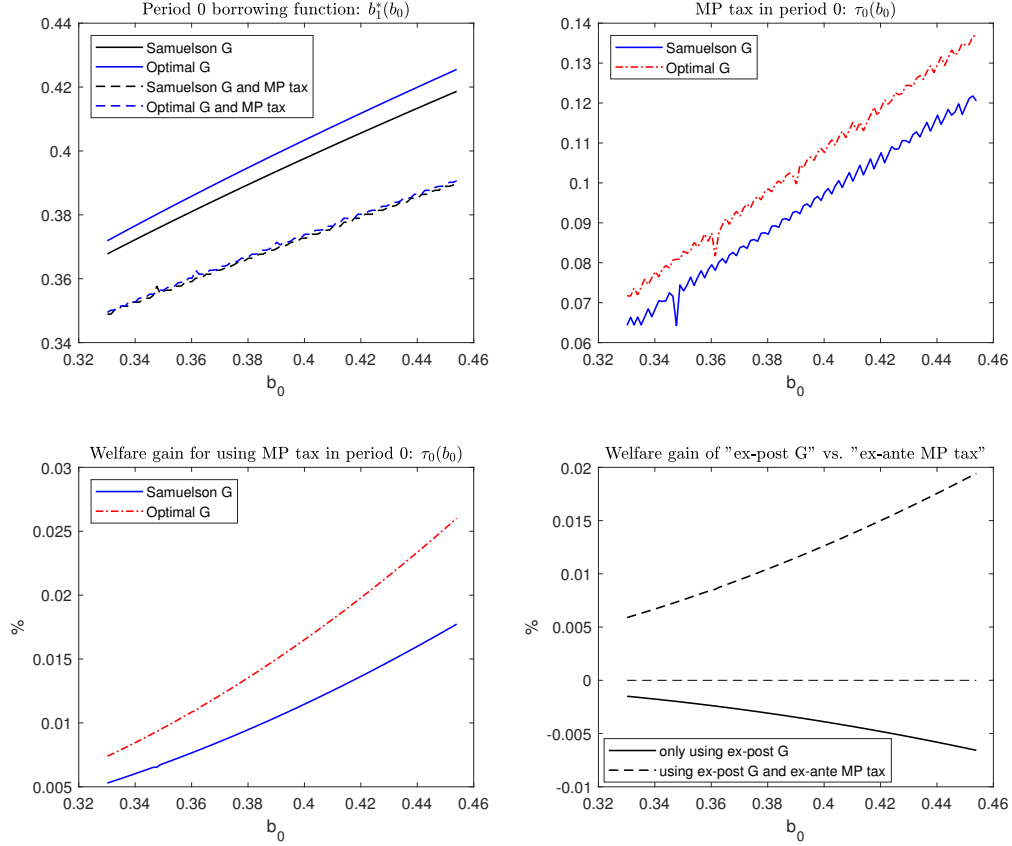 Period 0 borrowing function: b₁*(b₀)
0.44
0.42
0.4
0.38
0.36
0.34
Samuelson G
Optimal G
Samuelson G and MP tax
Optimal G and MP tax
0.32 0.34 0.36 0.38 0.4 0.42 0.44 0.46
b₀
MP tax in period 0: τ₀(b₀)
0.14
0.13
0.12
0.11
0.1
0.09
0.08
0.07
0.06
Samuelson G
Optimal G
0.32 0.34 0.36 0.38 0.4 0.42 0.44 0.46
b₀
Welfare gain for using MP tax in period 0: τ₀(b₀)
0.03
0.025
0.02
0.015
0.01
0.005
%
Samuelson G
Optimal G
0.32 0.34 0.36 0.38 0.4 0.42 0.44 0.46
b₀
Welfare gain of "ex-post G" vs. "ex-ante MP tax"
0.02
0.015
0.01
0.005
0
-0.005
-0.01
%
only using ex-post G
using ex-post G and ex-ante MP tax
0.32 0.34 0.36 0.38 0.4 0.42 0.44 0.46
b₀